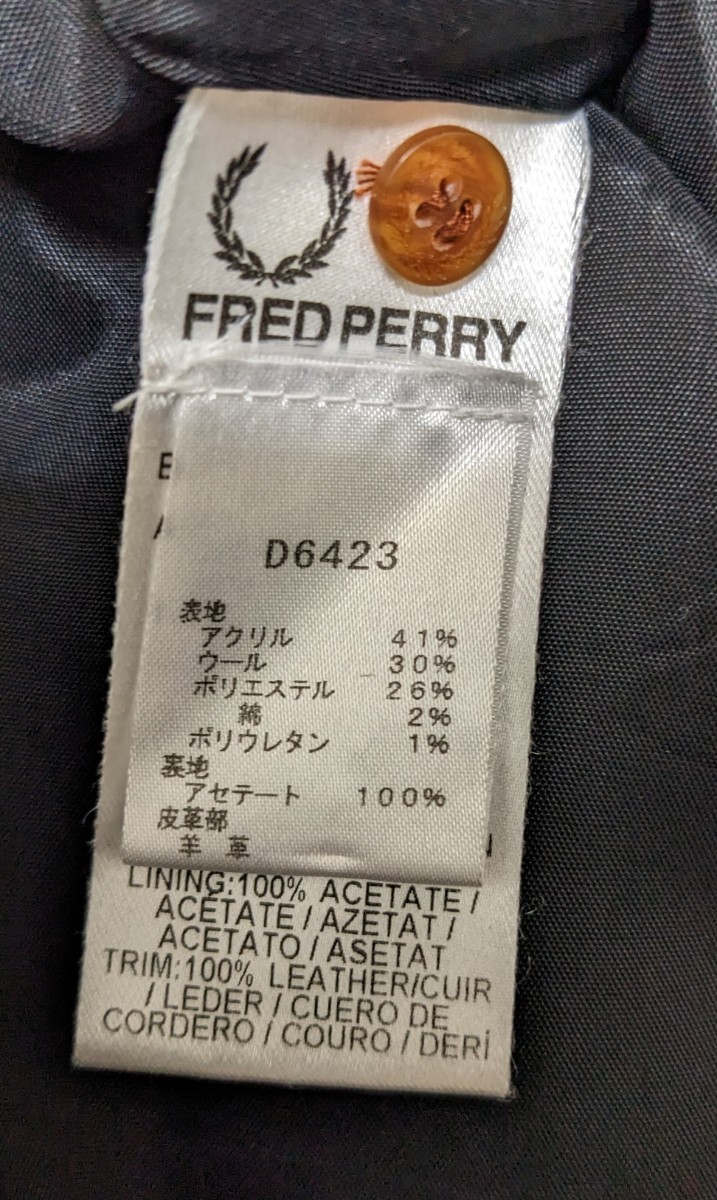 FRED PERRY
D6423
表地
アクリル 41%
ウール 30%
ポリエステル 26%
綿 2%
ポリウレタン 1%
裏地
アセテート 100%
皮革部
羊 革
LINING:100% ACETATE /
ACÉTATE / AZETAT /
ACETATO / ASETAT
TRIM:100% LEATHER/CUIR
/ LEDER / CUERO DE
CORDERO / COURO / DERİ